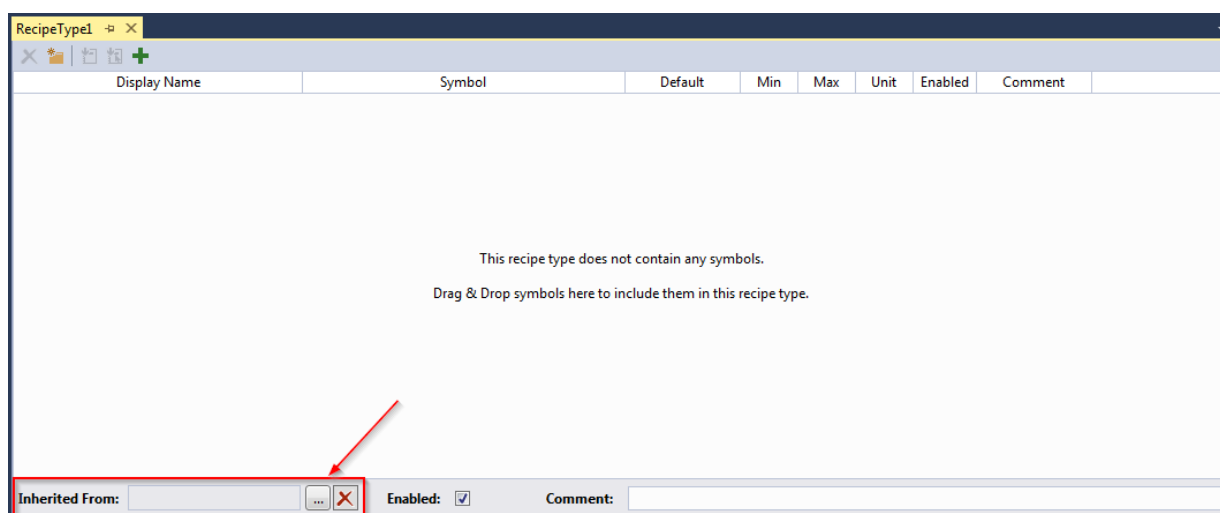 RecipeType1
Display Name Symbol Default Min Max Unit Enabled Comment
This recipe type does not contain any symbols.
Drag & Drop symbols here to include them in this recipe type.
Inherited From: ... Enabled: Comment: